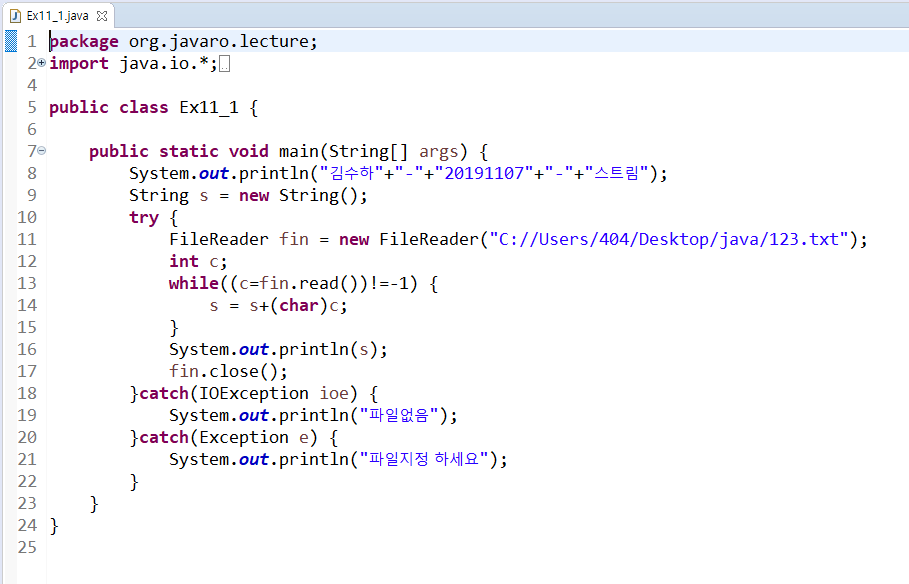 Ex11_1.java
1 package org.javaro.lecture;
2 import java.io.*;
4
5 public class Ex11_1 {
6
7 public static void main(String[] args) {
8 System.out.println("김수하"+"-"+"20191107"+"-"+"스트림");
9 String s = new String();
10 try {
11 FileReader fin = new FileReader("C://Users/404/Desktop/java/123.txt");
12 int c;
13 while((c=fin.read())!=-1) {
14 s = s+(char)c;
15 }
16 System.out.println(s);
17 fin.close();
18 }catch(IOException ioe) {
19 System.out.println("파일없음");
20 }catch(Exception e) {
21 System.out.println("파일지정 하세요");
22 }
23 }
24 }
25